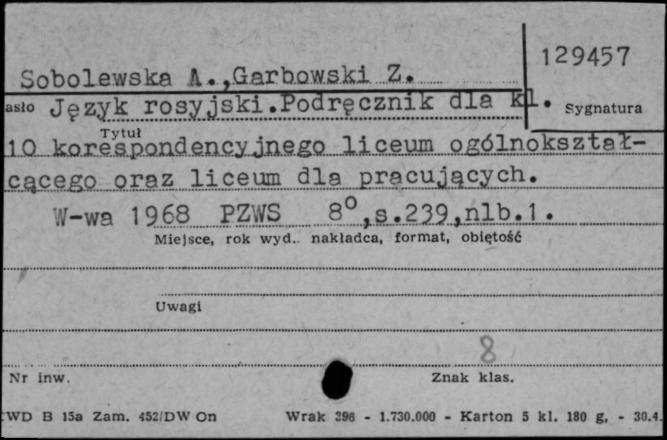 129457
Sobolewska A.,Garbowski Z.
asło Język rosyjski.Podręcznik dla kl. Sygnatura
Tytuł
10 korespondencyjnego liceum ogólnokształ-
cącego oraz liceum dla pracujących.
W-wa 1968 PZWS 8°,s.239,nlb.1.
Miejsce, rok wyd.. nakładca, format, obiętość
Uwagi
8
Nr inw. Znak klas.
WD B 15a Zam. 452/DW On Wrak 396 - 1.730.000 - Karton 5 kl. 180 g, - 30.4